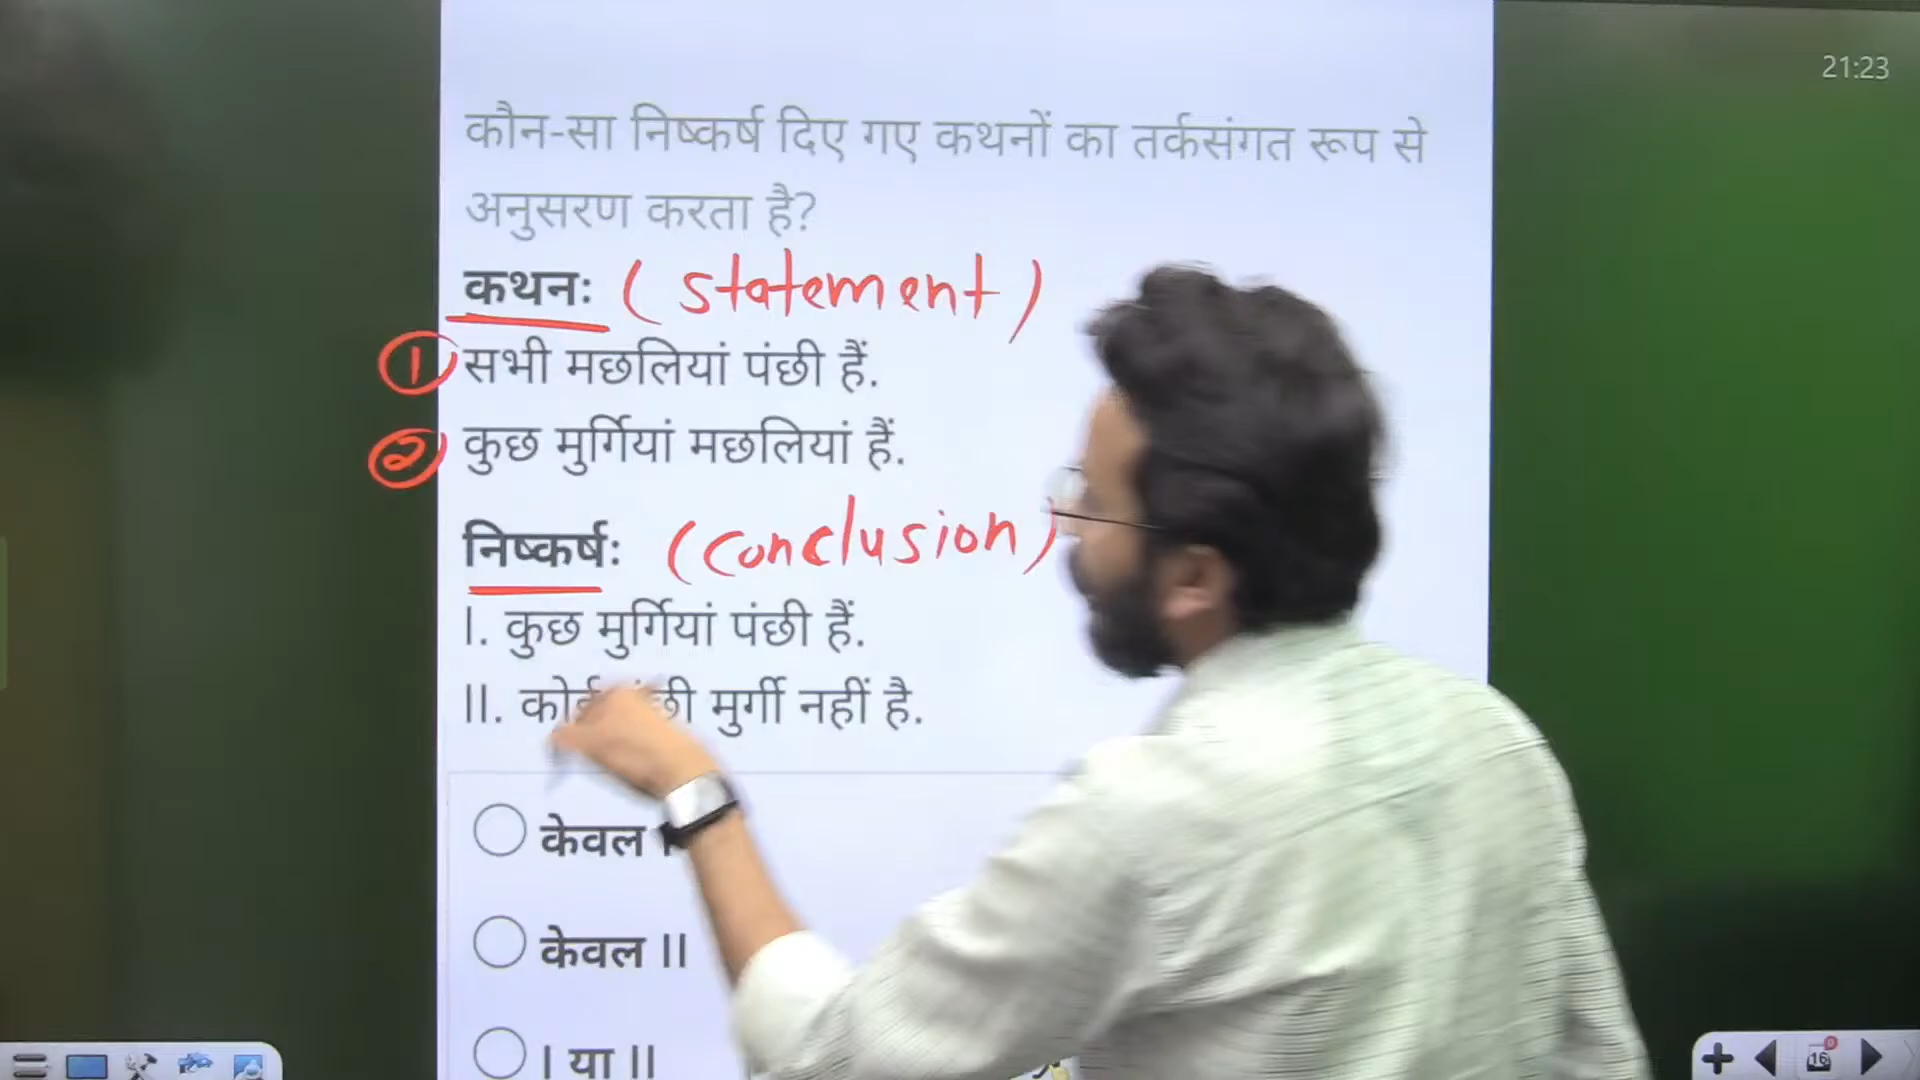 21:23
कौन-सा निष्कर्ष दिए गए कथनों का तर्कसंगत रूप से
अनुसरण करता है?
कथनः (statement)
① सभी मछलियां पंछी हैं.
② कुछ मुर्गियां मछलियां हैं.
निष्कर्षः (conclusion)
I. कुछ मुर्गियां पंछी हैं.
II. मुर्गी नहीं है.
केवल
केवल II
I या II
16